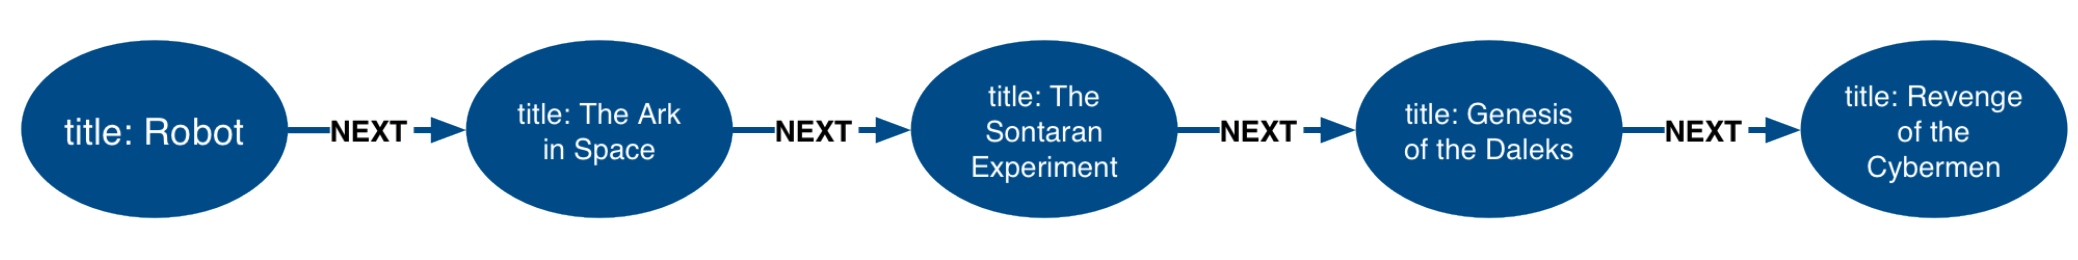 title: Robot
NEXT
title: The Ark
in Space
NEXT
title: The
Sontaran
Experiment
NEXT
title: Genesis
of the Daleks
NEXT
title: Revenge
of the
Cybermen